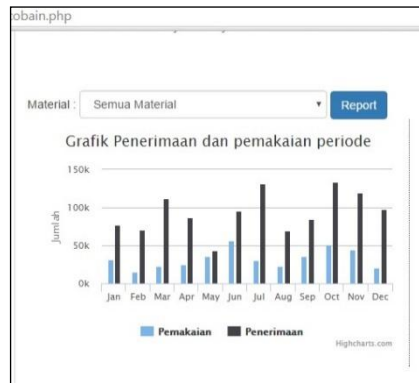 obain.php
Material : Semua Material Report
Grafik Penerimaan dan pemakaian periode
150k
100k
50k
0k
Jumlah
Jan Feb Mar Apr May Jun Jul Aug Sep Oct Nov Dec
Pemakaian Penerimaan
Highcharts.com